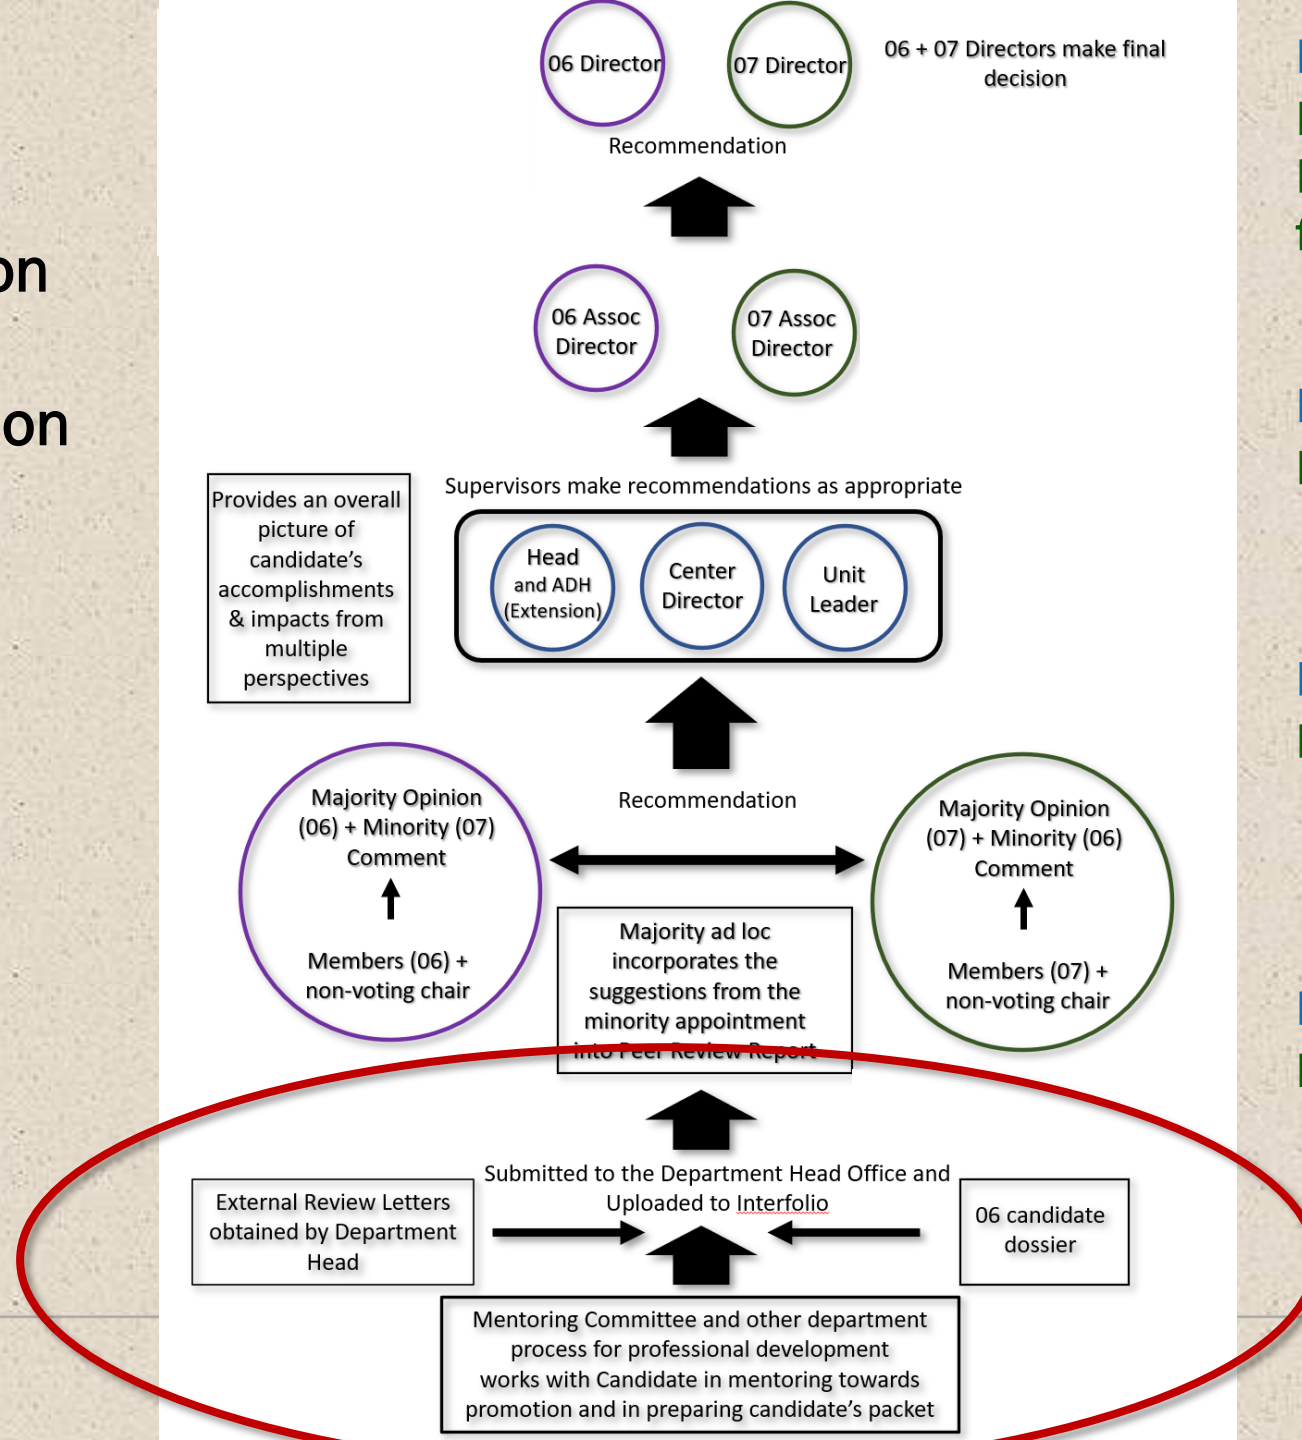 06 Director
07 Director
06 + 07 Directors make final
decision
Recommendation
on
06 Assoc
Director
07 Assoc
Director
on
Supervisors make recommendations as appropriate
Provides an overall
picture of
candidate's
accomplishments
& impacts from
multiple
perspectives
Head
and ADH
(Extension)
Center
Director
Unit
Leader
Recommendation
Majority Opinion
(06) + Minority (07)
Comment
Members (06) +
non-voting chair
Majority Opinion
(07) + Minority (06)
Comment
Members (07) +
non-voting chair
Majority ad loc
incorporates the
suggestions from the
minority appointment
into Peer Review Report
Submitted to the Department Head Office and
Uploaded to Interfolio
External Review Letters
obtained by Department
Head
06 candidate
dossier
Mentoring Committee and other department
process for professional development
works with Candidate in mentoring towards
promotion and in preparing candidate's packet